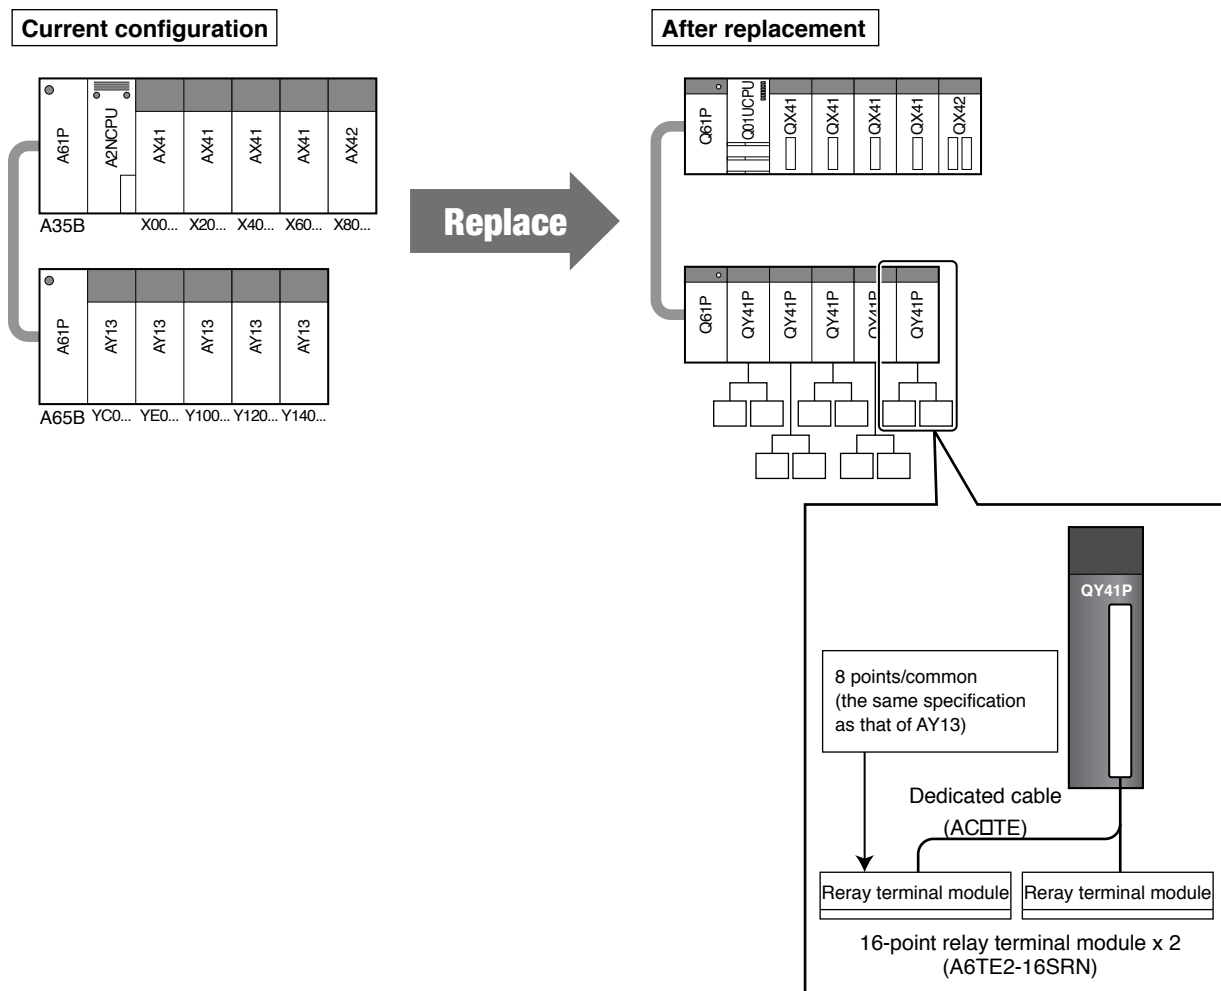 Current configuration
A61P
A2NCPU
AX41
AX41
AX41
AX41
AX42
A35B
X00... X20... X40... X60... X80...
A61P
AY13
AY13
AY13
AY13
AY13
A65B YC0... YE0... Y100... Y120... Y140...
Replace
After replacement
Q61P
Q01UCPU
QX41
QX41
QX41
QX41
QX42
Q61P
QY41P
QY41P
QY41P
QY41P
QY41P
QY41P
8 points/common
(the same specification
as that of AY13)
Dedicated cable
(AC□TE)
Reray terminal module
Reray terminal module
16-point relay terminal module x 2
(A6TE2-16SRN)